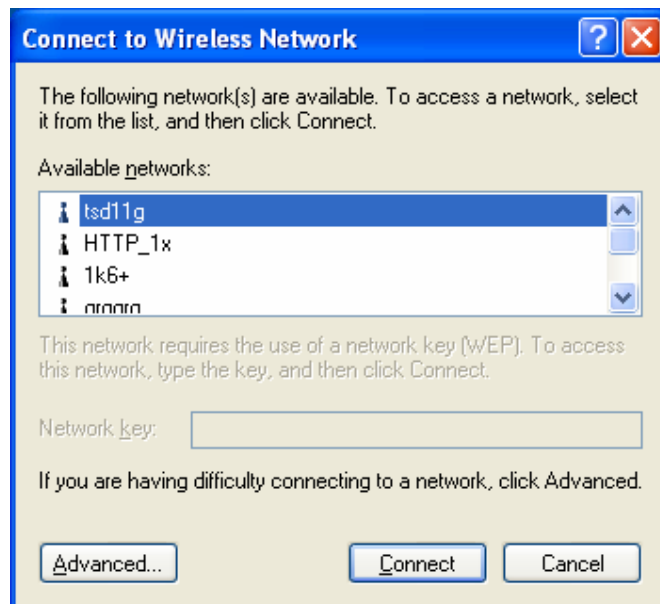 Connect to Wireless Network
The following network(s) are available. To access a network, select
it from the list, and then click Connect.
Available networks:
tsd11g
HTTP_1x
1k6+
This network requires the use of a network key (WEP). To access
this network, type the key, and then click Connect.
Network key:
If you are having difficulty connecting to a network, click Advanced.
Advanced...
Connect
Cancel